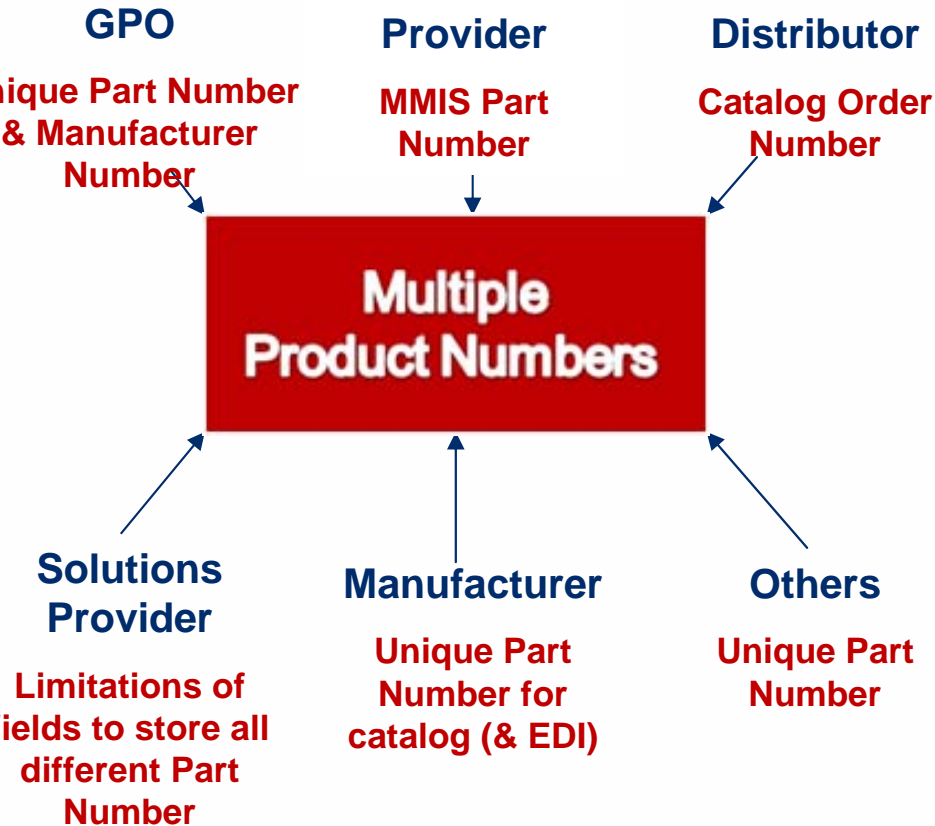 GPO
nique Part Number
& Manufacturer
Number
Provider
MMIS Part
Number
Distributor
Catalog Order
Number
Multiple
Product Numbers
Solutions
Provider
Limitations of
ields to store all
different Part
Number
Manufacturer
Unique Part
Number for
catalog (& EDI)
Others
Unique Part
Number